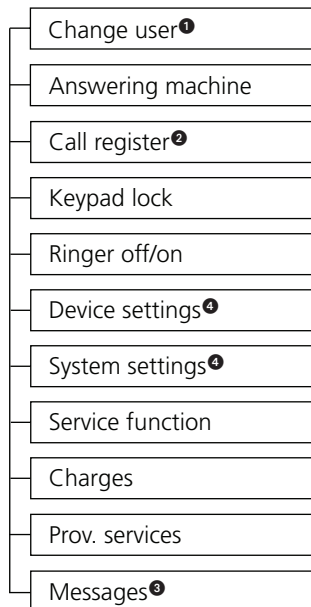 Change user❶
Answering machine
Call register❷
Keypad lock
Ringer off/on
Device settings❹
System settings❹
Service function
Charges
Prov. services
Messages❸